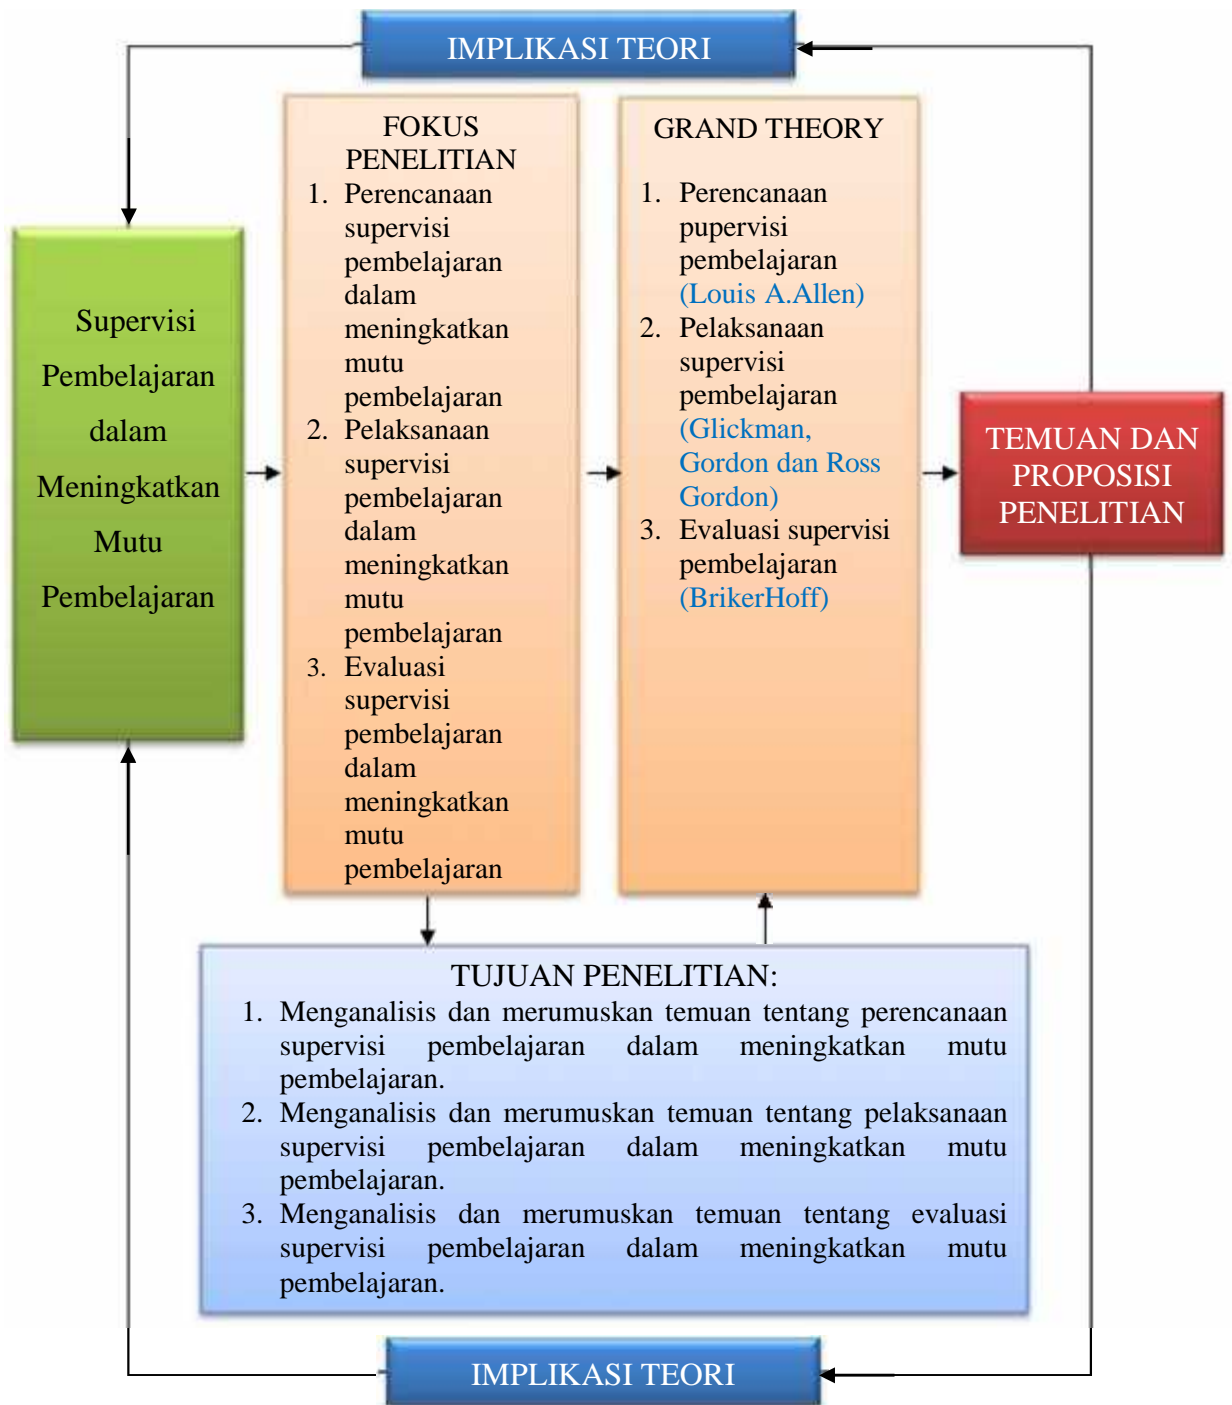 IMPLIKASI TEORI
Supervisi
Pembelajaran
dalam
Meningkatkan
Mutu
Pembelajaran
FOKUS
PENELITIAN
1. Perencanaan
supervisi
pembelajaran
dalam
meningkatkan
mutu
pembelajaran
2. Pelaksanaan
supervisi
pembelajaran
dalam
meningkatkan
mutu
pembelajaran
3. Evaluasi
supervisi
pembelajaran
dalam
meningkatkan
mutu
pembelajaran
GRAND THEORY
1. Perencanaan
pupervisi
pembelajaran
(Louis A.Allen)
2. Pelaksanaan
supervisi
pembelajaran
(Glickman,
Gordon dan Ross
Gordon)
3. Evaluasi supervisi
pembelajaran
(BrikerHoff)
TEMUAN DAN
PROPOSISI
PENELITIAN
TUJUAN PENELITIAN:
1. Menganalisis dan merumuskan temuan tentang perencanaan
supervisi pembelajaran dalam meningkatkan mutu
pembelajaran.
2. Menganalisis dan merumuskan temuan tentang pelaksanaan
supervisi pembelajaran dalam meningkatkan mutu
pembelajaran.
3. Menganalisis dan merumuskan temuan tentang evaluasi
supervisi pembelajaran dalam meningkatkan mutu
pembelajaran.
IMPLIKASI TEORI